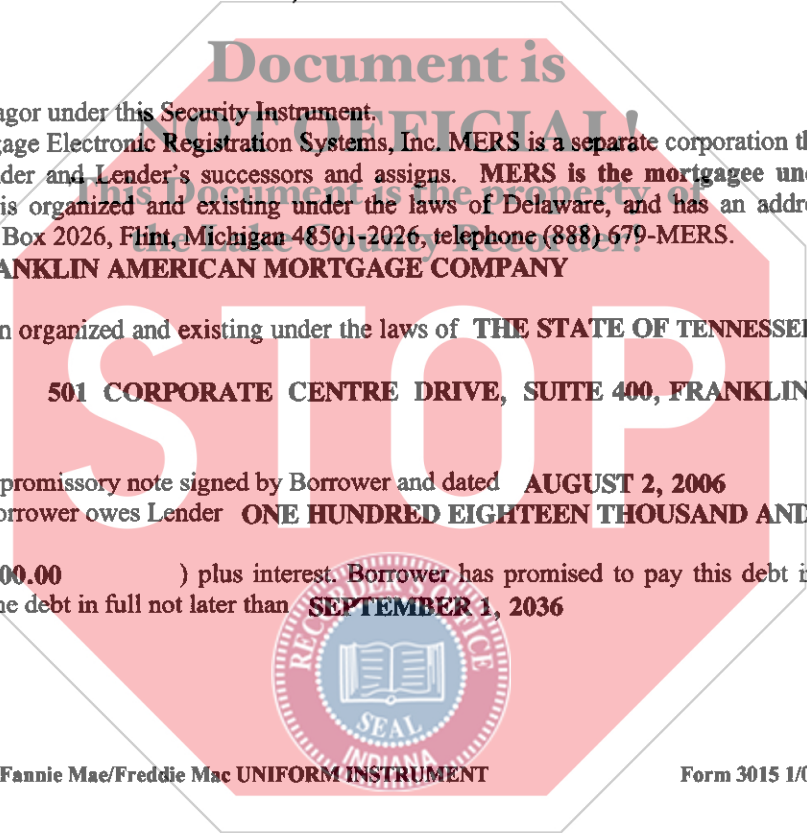 Document is
agor under this Security Instrument.
NOT OFFICIAL!
gage Electronic Registration Systems, Inc. MERS is a separate corporation th
nder and Lender's successors and assigns. MERS is the mortgagee un
This Document is the property of
is organized and existing under the laws of Delaware, and has an addr
Box 2026, Flint, Michigan 48501-2026, telephone (888) 679-MERS.
the Lake County Recorder!
ANKLIN AMERICAN MORTGAGE COMPANY
n organized and existing under the laws of THE STATE OF TENNESSEE
STOP
501 CORPORATE CENTRE DRIVE, SUITE 400, FRANKLIN
promissory note signed by Borrower and dated AUGUST 2, 2006
orrower owes Lender ONE HUNDRED EIGHTEEN THOUSAND AND
00.00 ) plus interest. Borrower has promised to pay this debt i
ne debt in full not later than SEPTEMBER 1, 2036
RECORDER'S OFFICE
SEAL
INDIANA
Fannie Mae/Freddie Mac UNIFORM INSTRUMENT Form 3015 1/0